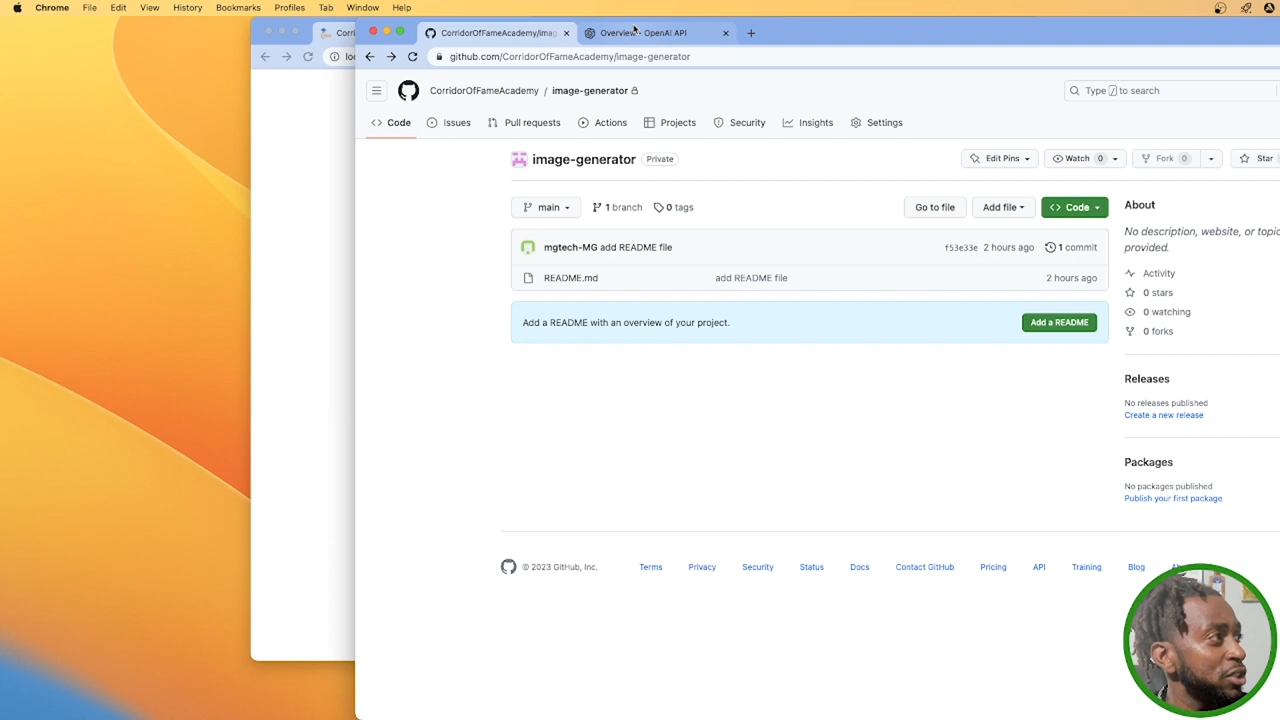 Chrome File Edit View History Bookmarks Profiles Tab Window Help
Corri
CorridorOfFameAcademy/imag
Overview - OpenAI API
github.com/CorridorOfFameAcademy/image-generator
CorridorOfFameAcademy / image-generator
Type / to search
Code Issues Pull requests Actions Projects Security Insights Settings
image-generator Private
Edit Pins Watch 0 Fork 0 Star
main 1 branch 0 tags
Go to file Add file Code
About
No description, website, or topic
provided.
mgtech-MG add README file f53e33e 2 hours ago 1 commit
README.md add README file 2 hours ago
Add a README with an overview of your project. Add a README
Activity
0 stars
0 watching
0 forks
Releases
No releases published
Create a new release
Packages
No packages published
Publish your first package
© 2023 GitHub, Inc. Terms Privacy Security Status Docs Contact GitHub Pricing API Training Blog